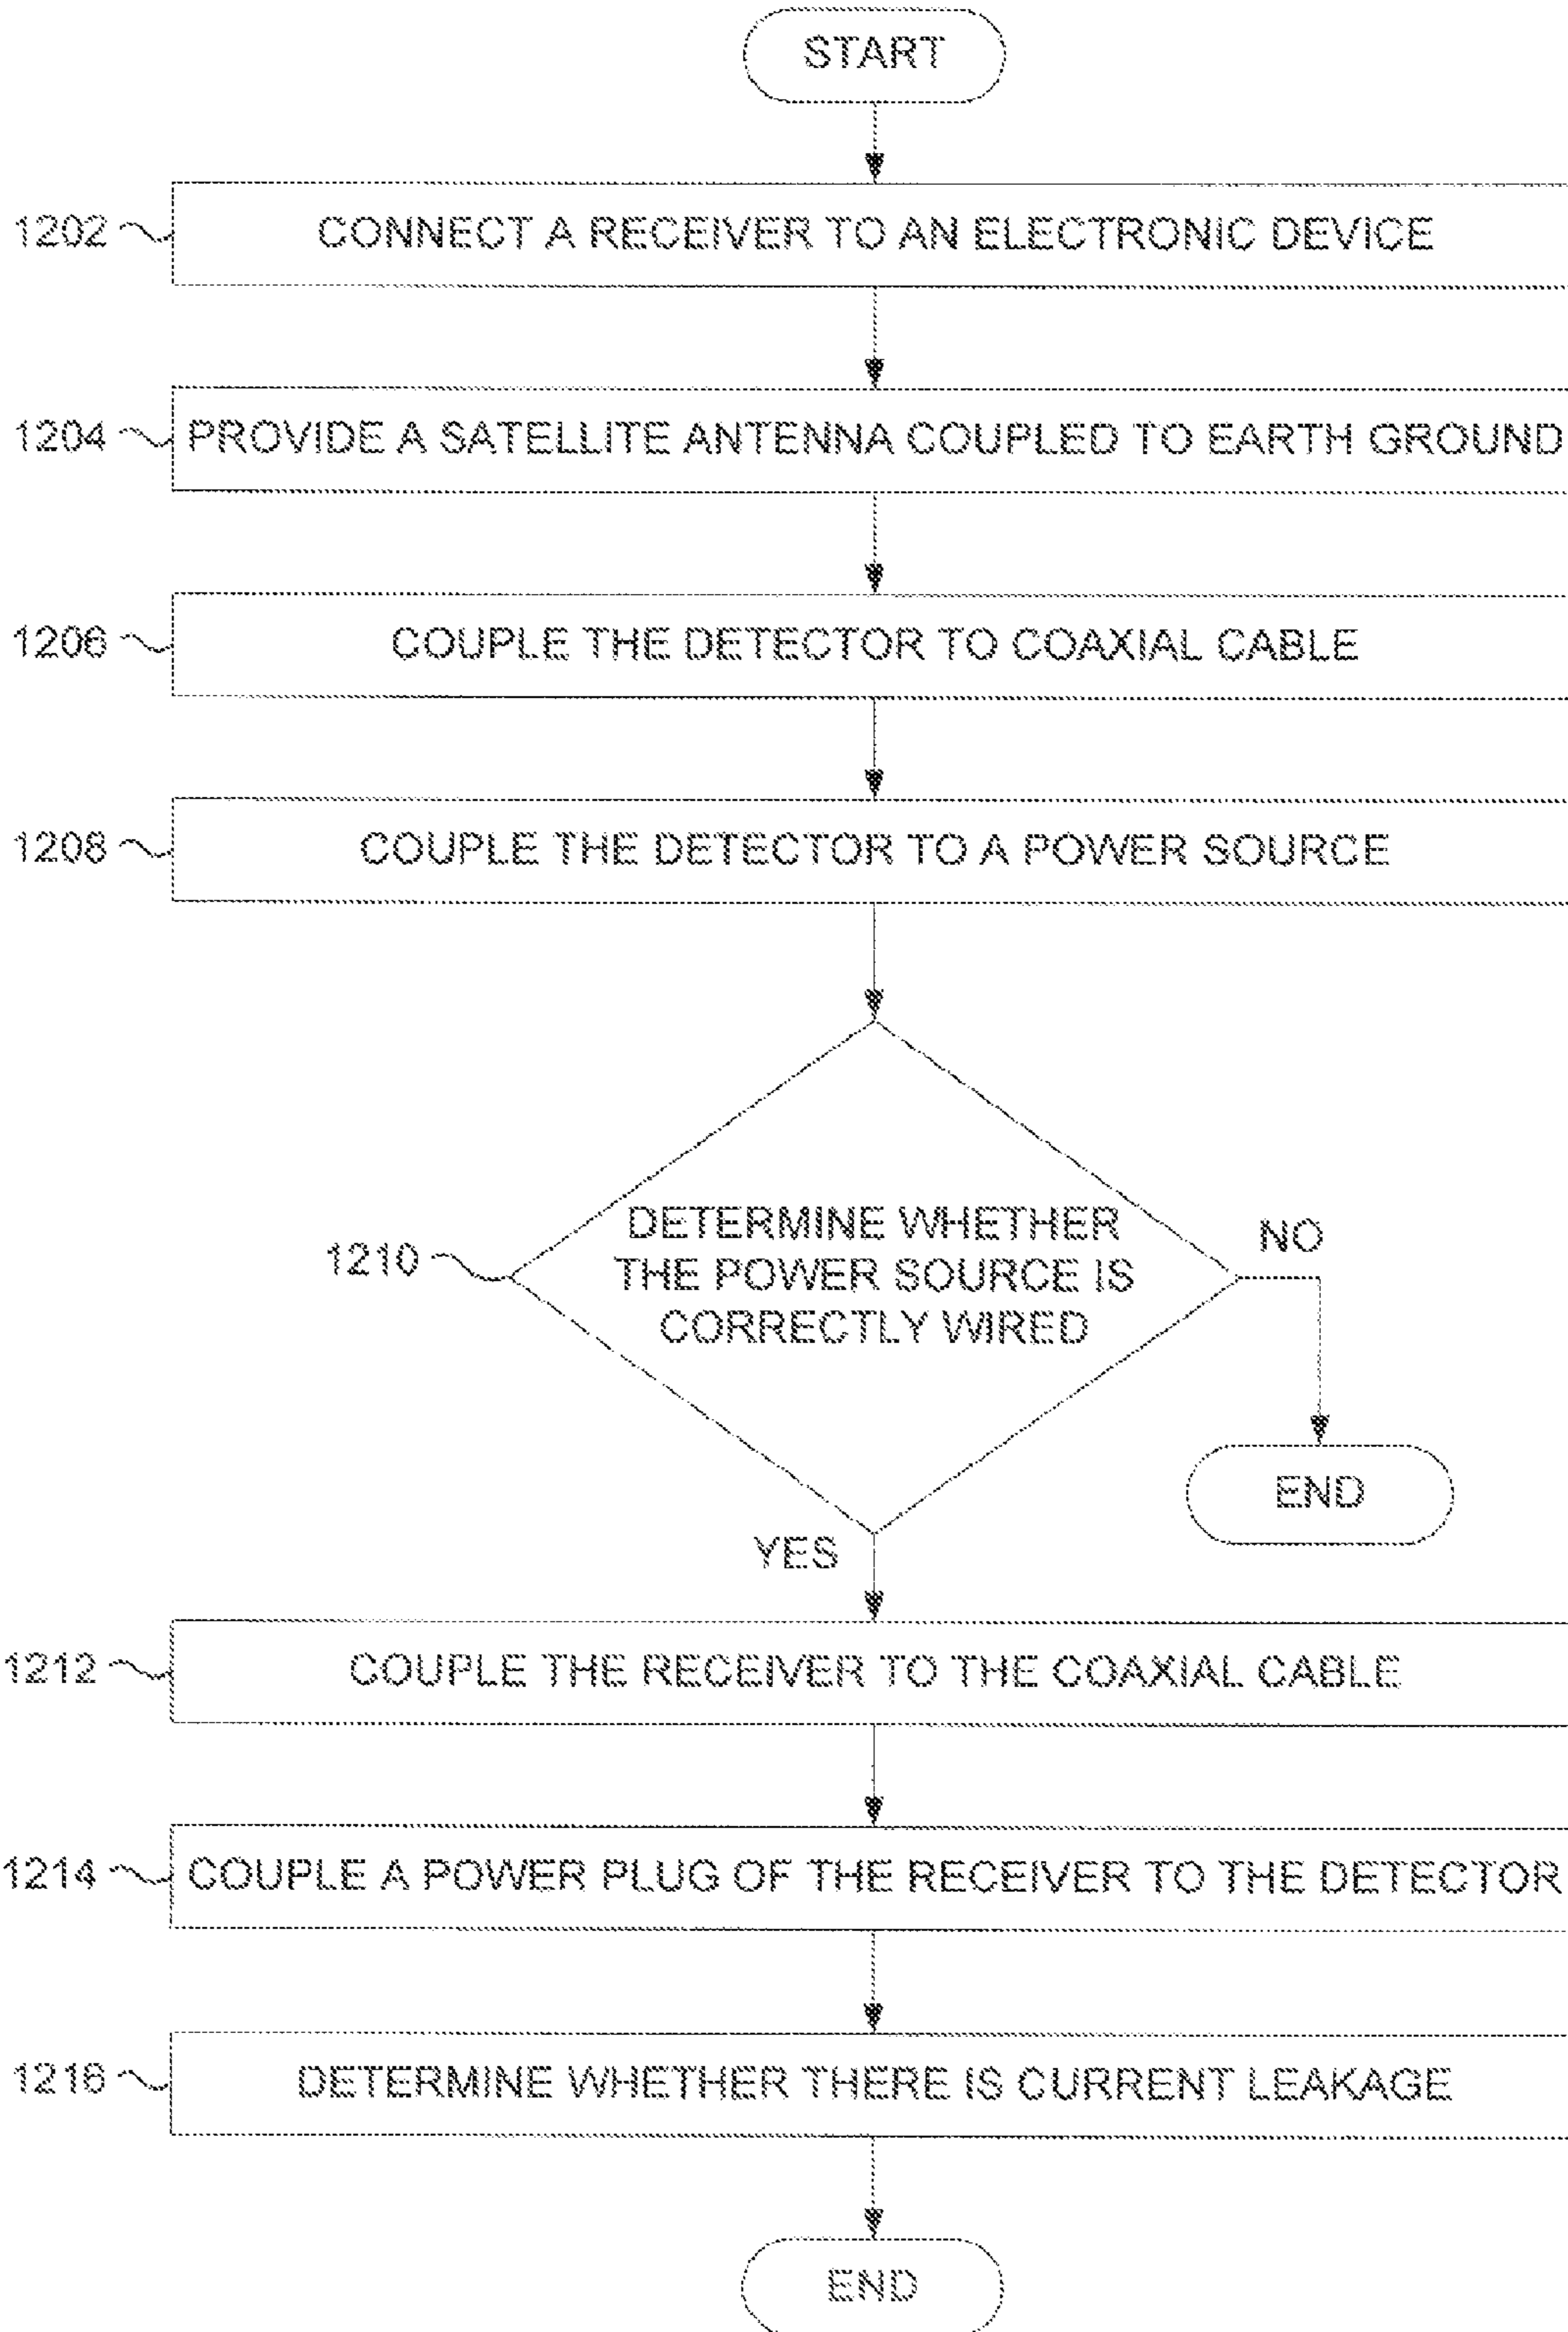 START
1202 CONNECT A RECEIVER TO AN ELECTRONIC DEVICE
1204 PROVIDE A SATELLITE ANTENNA COUPLED TO EARTH GROUND
1206 COUPLE THE DETECTOR TO COAXIAL CABLE
1208 COUPLE THE DETECTOR TO A POWER SOURCE
1210
DETERMINE WHETHER
THE POWER SOURCE IS
CORRECTLY WIRED
NO
END
YES
1212 COUPLE THE RECEIVER TO THE COAXIAL CABLE
1214 COUPLE A POWER PLUG OF THE RECEIVER TO THE DETECTOR
1216 DETERMINE WHETHER THERE IS CURRENT LEAKAGE
END